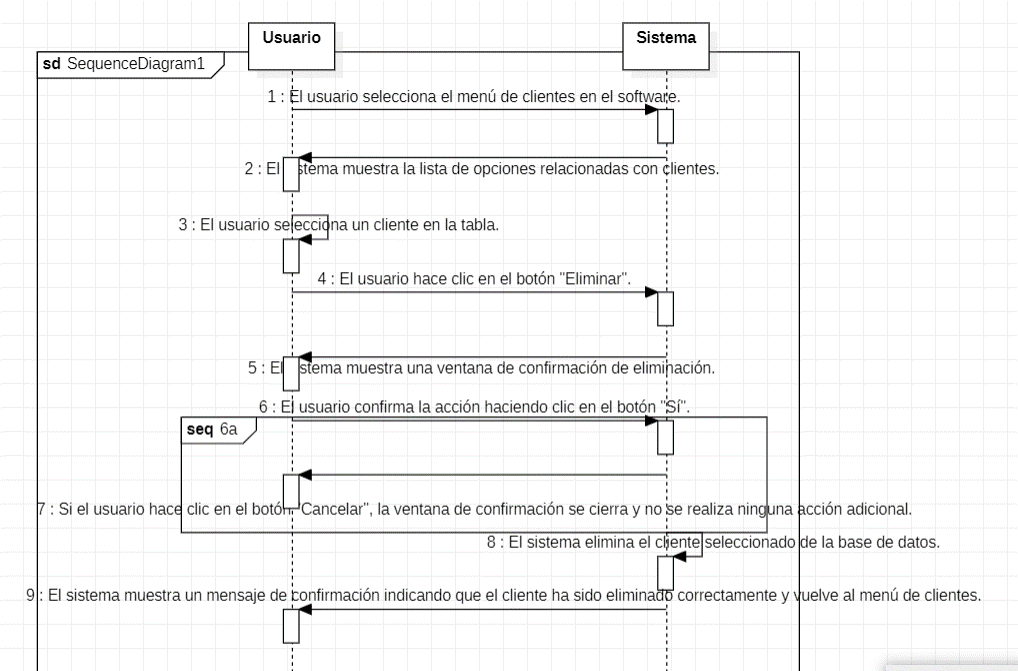 Usuario
Sistema
sd SequenceDiagram1
1 : El usuario selecciona el menú de clientes en el software.
2 : El sistema muestra la lista de opciones relacionadas con clientes.
3 : El usuario selecciona un cliente en la tabla.
4 : El usuario hace clic en el botón "Eliminar".
5 : El sistema muestra una ventana de confirmación de eliminación.
6 : El usuario confirma la acción haciendo clic en el botón "Sí".
seq 6a
7 : Si el usuario hace clic en el botón "Cancelar", la ventana de confirmación se cierra y no se realiza ninguna acción adicional.
8 : El sistema elimina el cliente seleccionado de la base de datos.
9 : El sistema muestra un mensaje de confirmación indicando que el cliente ha sido eliminado correctamente y vuelve al menú de clientes.